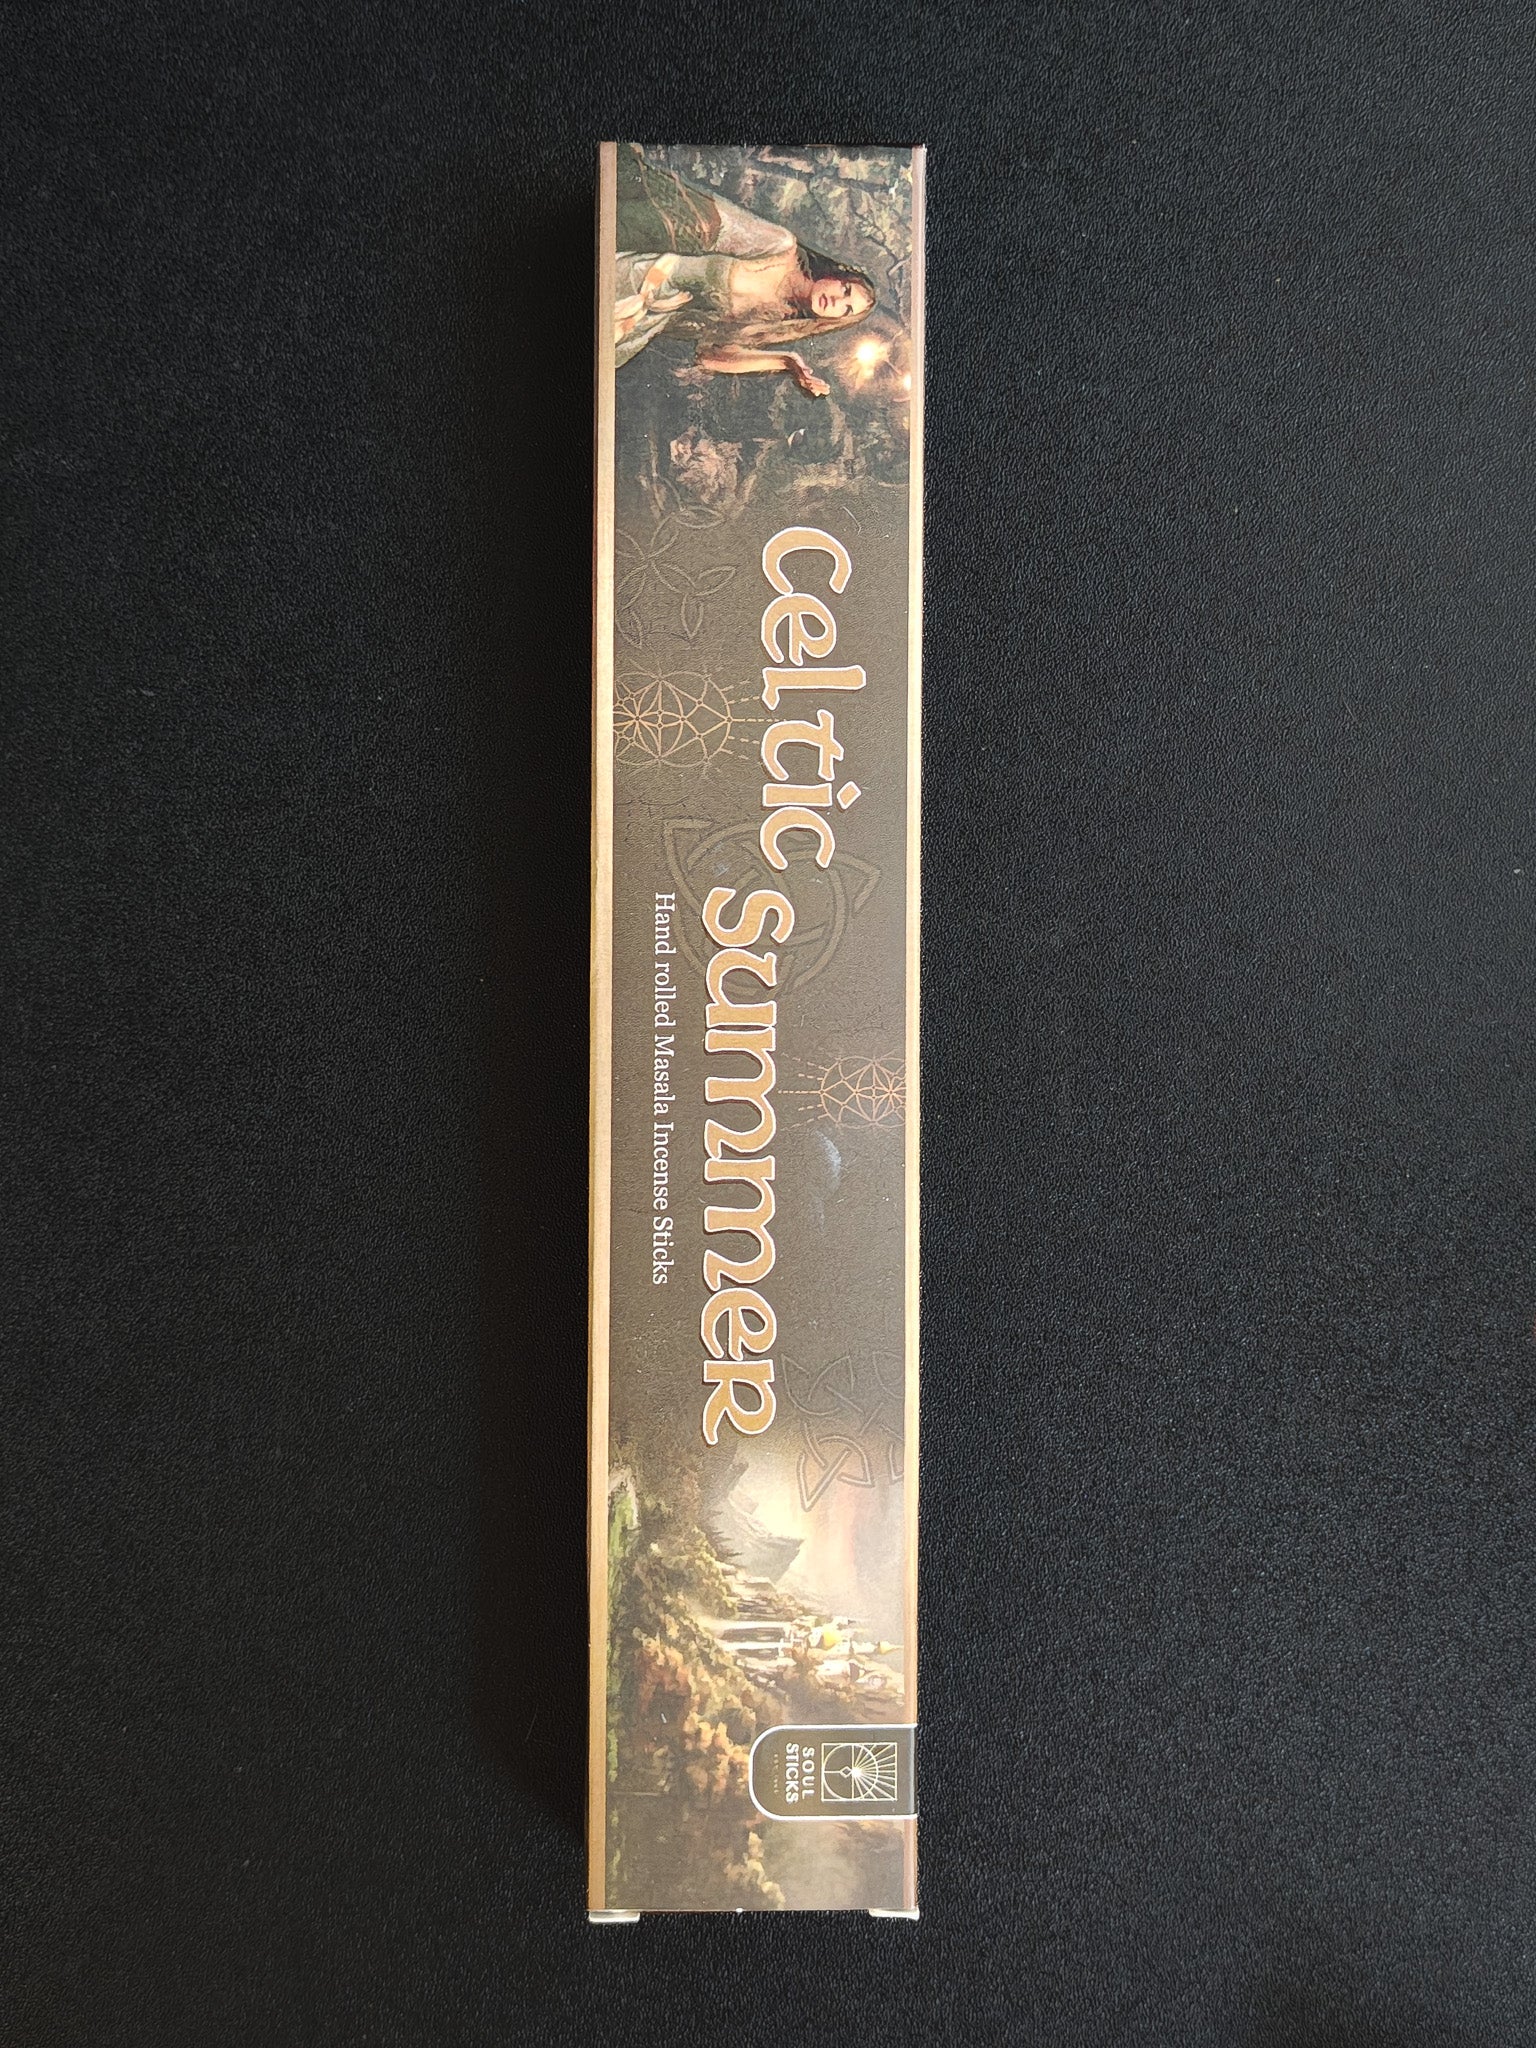 Celtic
Summer
Hand rolled Masala Incense Sticks
SOUL
STICKS